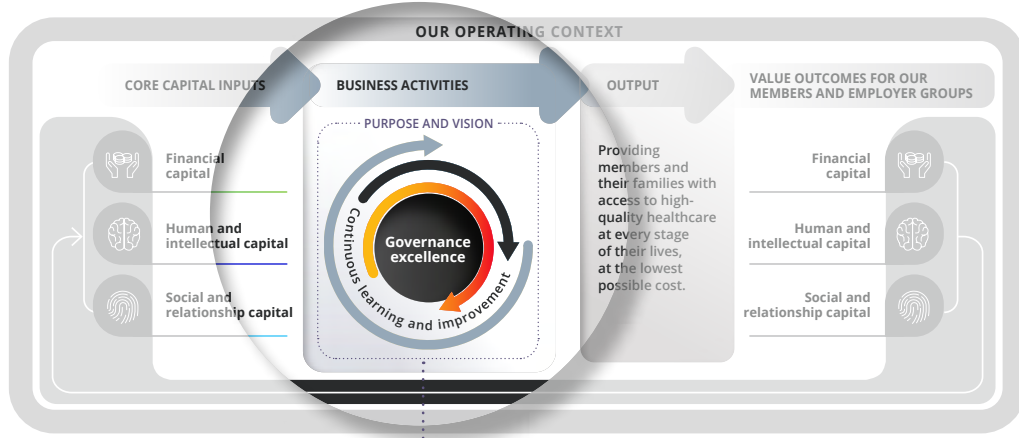 OUR OPERATING CONTEXT
CORE CAPITAL INPUTS
BUSINESS ACTIVITIES
OUTPUT
VALUE OUTCOMES FOR OUR
MEMBERS AND EMPLOYER GROUPS
Financial
capital
Human and
intellectual capital
Social and
relationship capital
PURPOSE AND VISION
Governance
excellence
Continuous learning and improvement
Providing
members and
their families with
access to high-
quality healthcare
at every stage
of their lives,
at the lowest
possible cost.
Financial
capital
Human and
intellectual capital
Social and
relationship capital